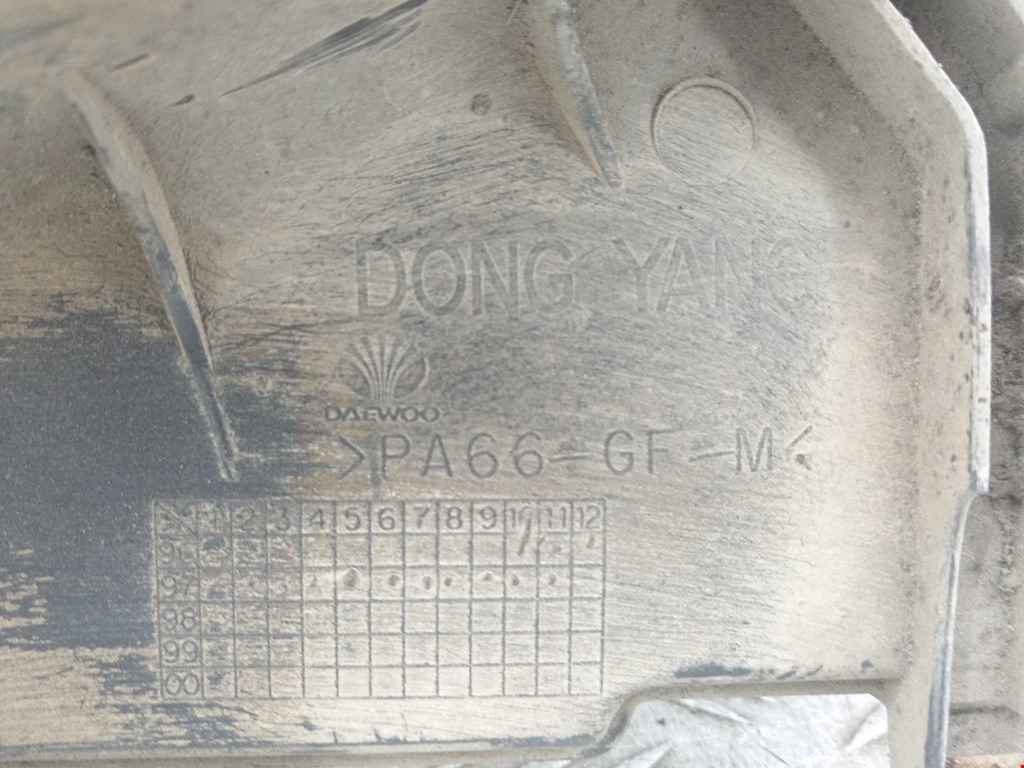 DONG YANG
DAEWOO
>PA66-GF-M<
1 2 3 4 5 6 7 8 9 10 11 12
97
98
99
00